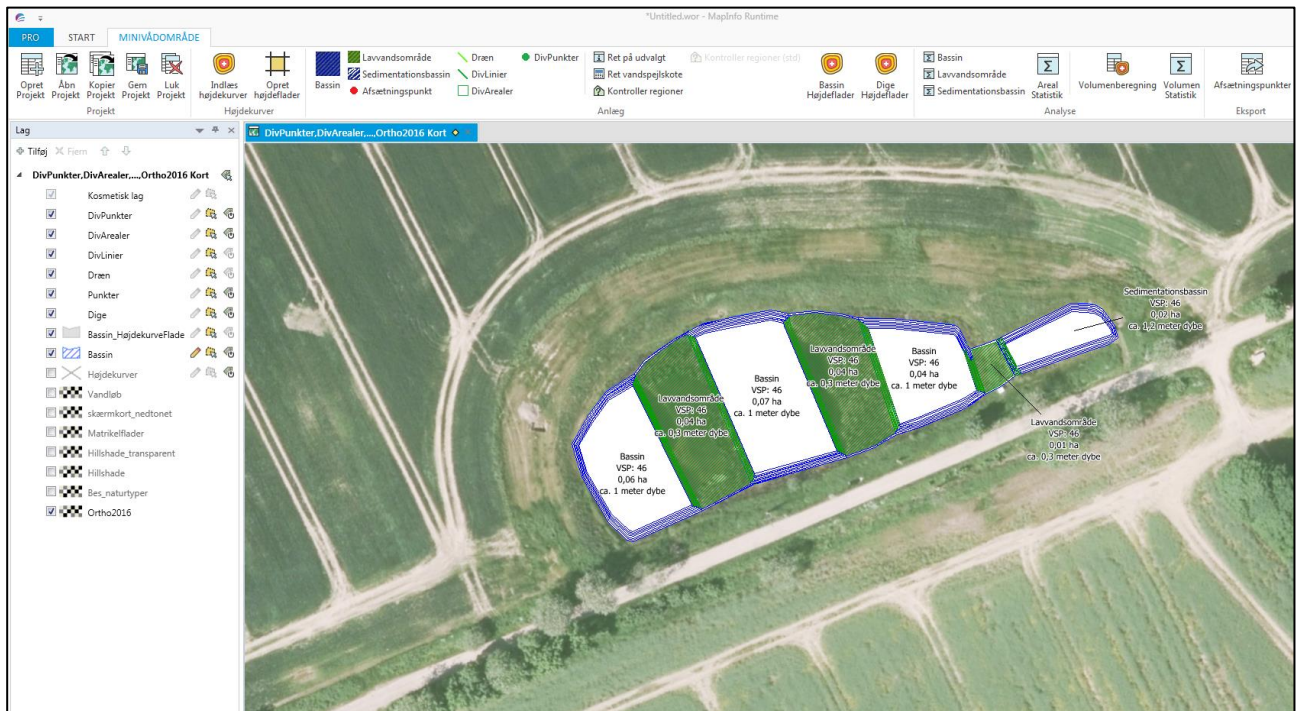 *Untitled.wor - MapInfo Runtime
PRO START MINIVÅDOMRÅDE
Opret Projekt
Åbn Projekt
Kopier Projekt
Gem Projekt
Luk Projekt
Projekt
Indlæs højdekurver
Opret højdeflader
Højdekurver
Bassin
Lavvandsområde
Sedimentationsbassin
Afsætningspunkt
Dræn
DivLinier
DivArealer
DivPunkter
Ret på udvalgt
Ret vandspejlskote
Kontroller regioner
Kontroller regioner (std)
Bassin Højdeflader
Dige Højdeflader
Anlæg
Bassin
Lavvandsområde
Sedimentationsbassin
Areal Statistik
Volumenberegning
Volumen Statistik
Analyse
Afsætningspunkter
Eksport
Lag
Tilføj Fjern
DivPunkter,DivArealer,...,Ortho2016 Kort
Kosmetisk lag
DivPunkter
DivArealer
DivLinier
Dræn
Punkter
Dige
Bassin_HøjdekurveFlade
Bassin
Højdekurver
Vandløb
skærmkort_nedtonet
Matrikelflader
Hillshade_transparent
Hillshade
Bes_naturtyper
Ortho2016
DivPunkter,DivArealer,...,Ortho2016 Kort
Sedimentationsbassin
VSP: 46
0,02 ha
ca. 1,2 meter dybe
Lavvandsområde
VSP: 46
0,04 ha
ca. 0,3 meter dybe
Bassin
VSP: 46
0,04 ha
ca. 1 meter dybe
Bassin
VSP: 46
0,07 ha
ca. 1 meter dybe
Lavvandsområde
VSP: 46
0,04 ha
ca. 0,3 meter dybe
Lavvandsområde
VSP: 46
0,01 ha
ca. 0,3 meter dybe
Bassin
VSP: 46
0,06 ha
ca. 1 meter dybe